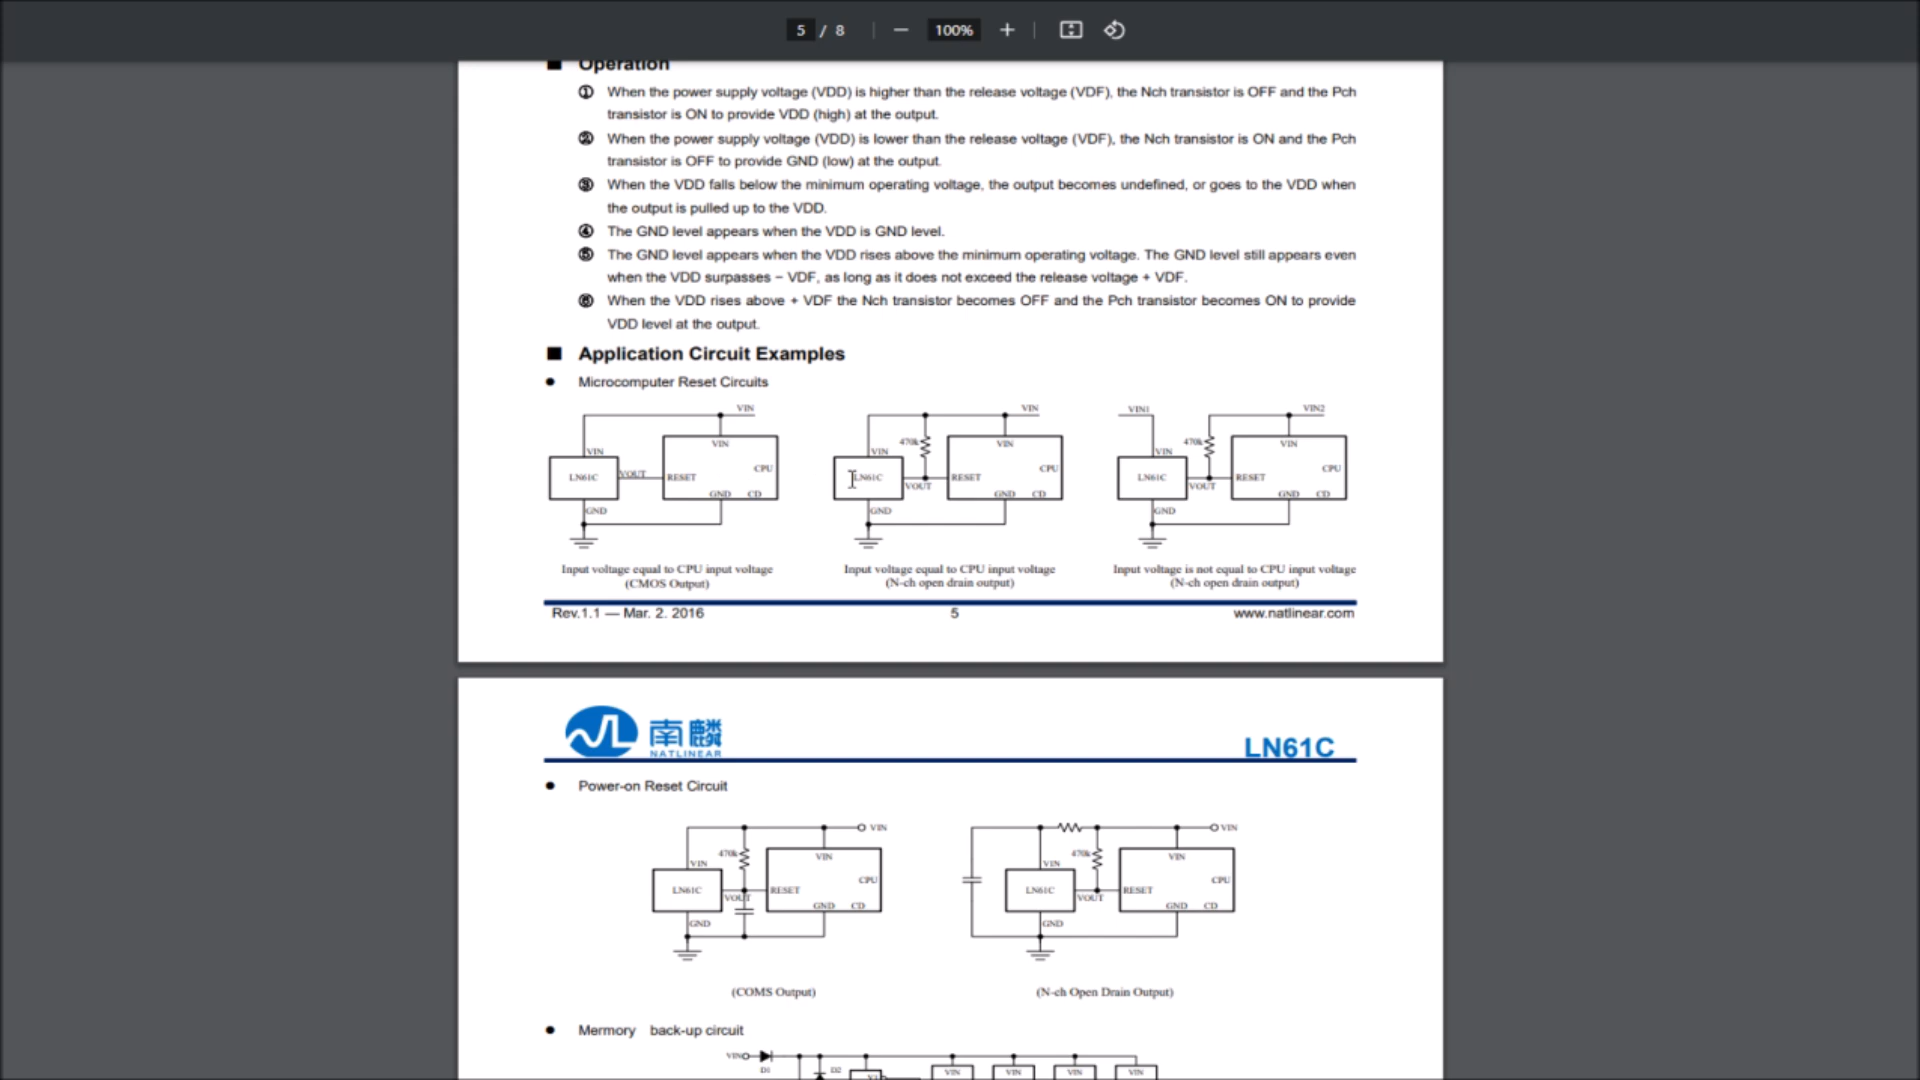 5 / 8 100%
■ Operation
① When the power supply voltage (VDD) is higher than the release voltage (VDF), the Nch transistor is OFF and the Pch
transistor is ON to provide VDD (high) at the output.
② When the power supply voltage (VDD) is lower than the release voltage (VDF), the Nch transistor is ON and the Pch
transistor is OFF to provide GND (low) at the output.
③ When the VDD falls below the minimum operating voltage, the output becomes undefined, or goes to the VDD when
the output is pulled up to the VDD.
④ The GND level appears when the VDD is GND level.
⑤ The GND level appears when the VDD rises above the minimum operating voltage. The GND level still appears even
when the VDD surpasses − VDF, as long as it does not exceed the release voltage + VDF.
⑥ When the VDD rises above + VDF the Nch transistor becomes OFF and the Pch transistor becomes ON to provide
VDD level at the output.
■ Application Circuit Examples
● Microcomputer Reset Circuits
VIN VIN VIN1 VIN2
VIN 470k VIN 470k VIN
VIN VIN VIN
CPU CPU CPU
LN61C VOUT RESET LN61C VOUT RESET LN61C VOUT RESET
GND CD GND CD GND CD
GND GND GND
Input voltage equal to CPU input voltage Input voltage equal to CPU input voltage Input voltage is not equal to CPU input voltage
(CMOS Output) (N-ch open drain output) (N-ch open drain output)
Rev.1.1 — Mar. 2. 2016 5 www.natlinear.com
南麟
NATLINEAR
LN61C
● Power-on Reset Circuit
VIN VIN
470k VIN 470k VIN
VIN VIN
CPU CPU
LN61C VOUT RESET LN61C VOUT RESET
GND CD GND CD
GND GND
(COMS Output) (N-ch Open Drain Output)
● Mermory back-up circuit
VIN
D1 D2 VIN VIN VIN VIN